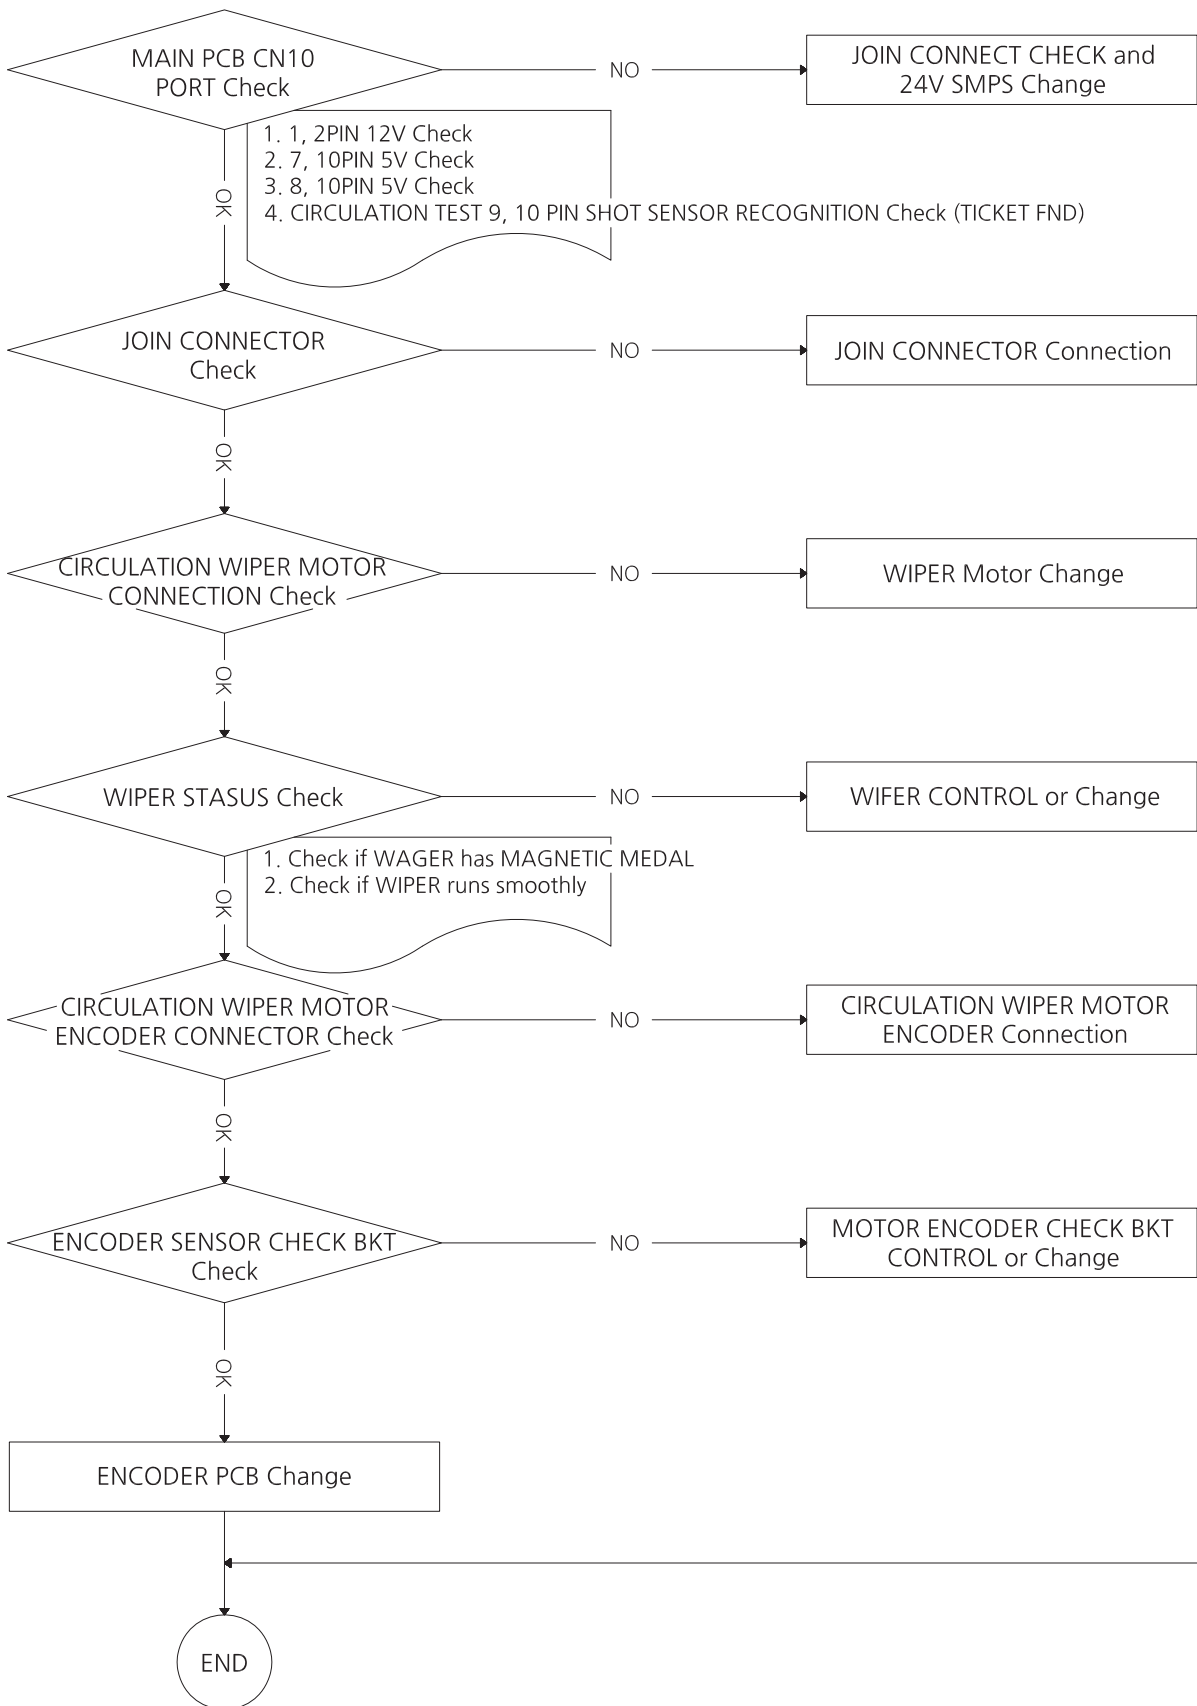 MAIN PCB CN10
PORT Check
NO
JOIN CONNECT CHECK and
24V SMPS Change
1. 1, 2PIN 12V Check
2. 7, 10PIN 5V Check
3. 8, 10PIN 5V Check
4. CIRCULATION TEST 9, 10 PIN SHOT SENSOR RECOGNITION Check (TICKET FND)
OK
JOIN CONNECTOR
Check
NO
JOIN CONNECTOR Connection
OK
CIRCULATION WIPER MOTOR
CONNECTION Check
NO
WIPER Motor Change
OK
WIPER STASUS Check
NO
WIFER CONTROL or Change
1. Check if WAGER has MAGNETIC MEDAL
2. Check if WIPER runs smoothly
OK
CIRCULATION WIPER MOTOR
ENCODER CONNECTOR Check
NO
CIRCULATION WIPER MOTOR
ENCODER Connection
OK
ENCODER SENSOR CHECK BKT
Check
NO
MOTOR ENCODER CHECK BKT
CONTROL or Change
OK
ENCODER PCB Change
END